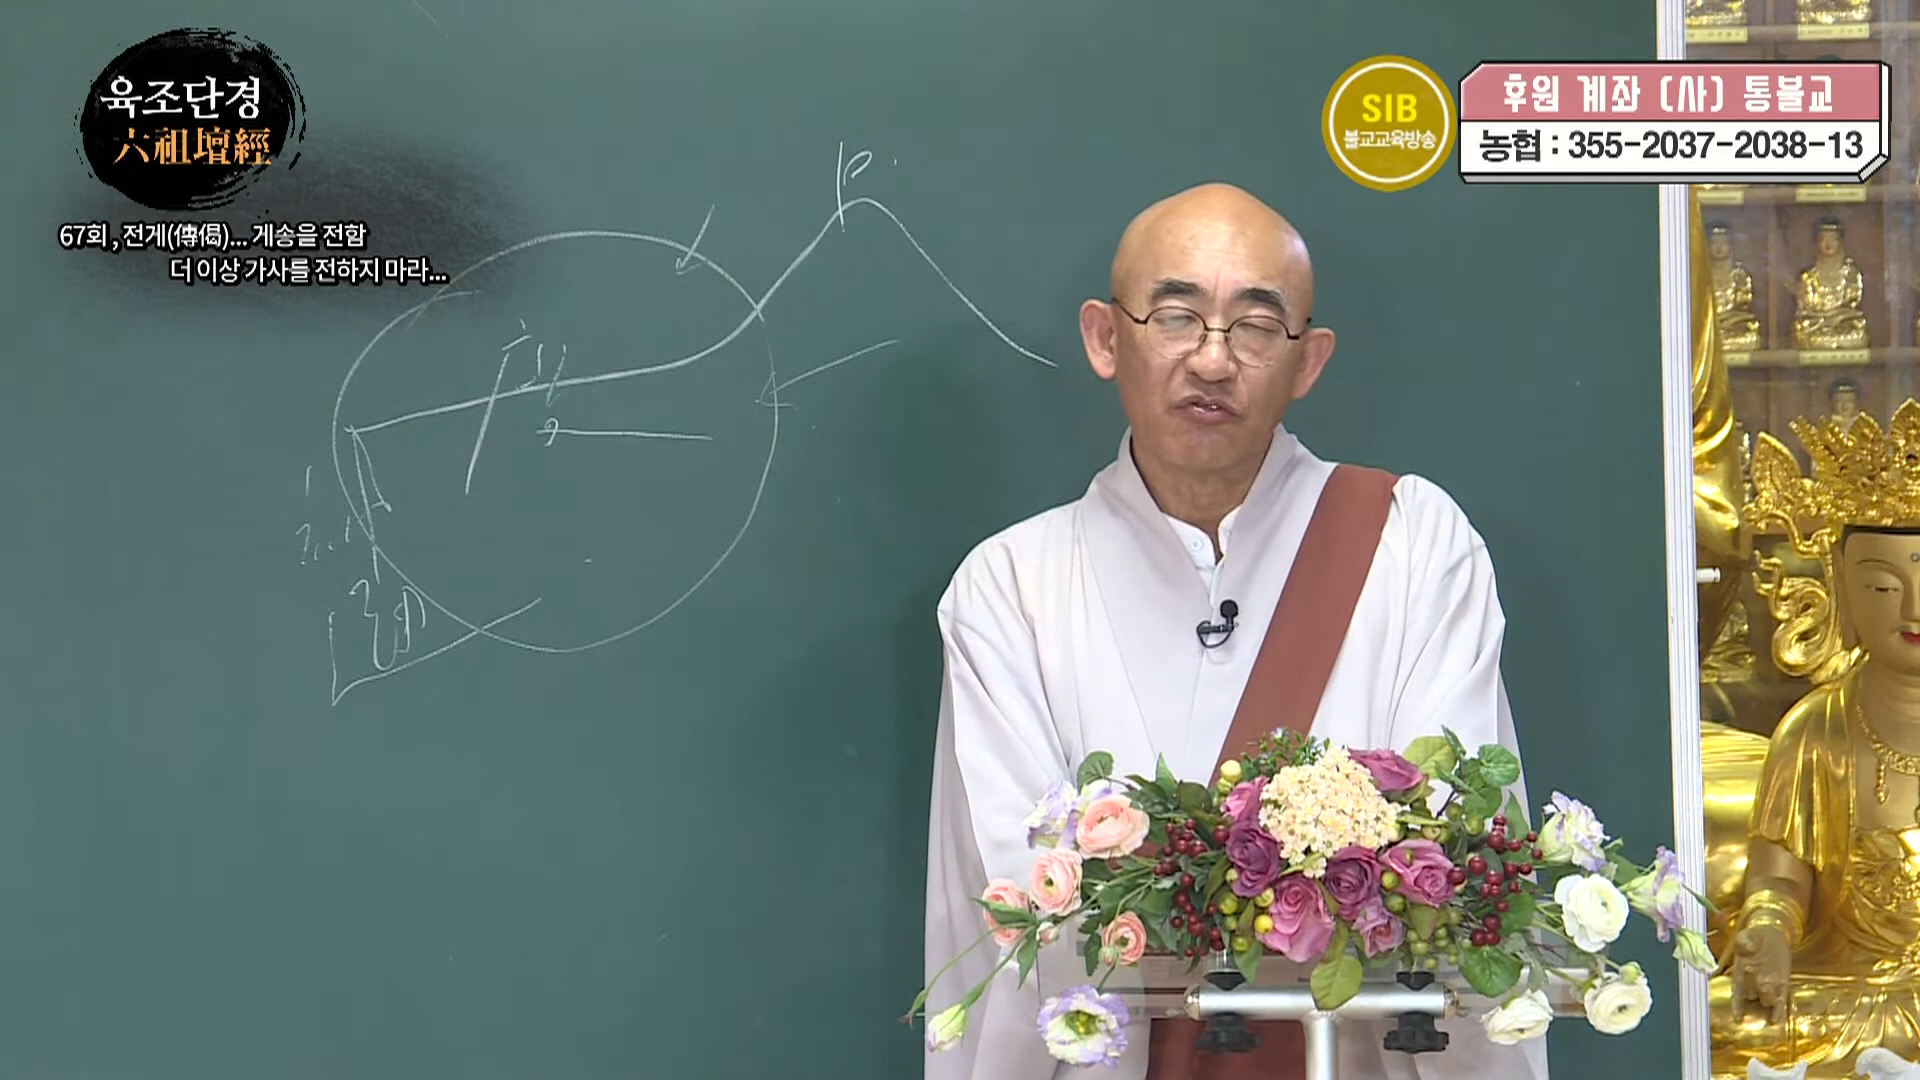 육조단경
六祖壇經
67회, 전게(傳偈)... 게송을 전함
더 이상 가사를 전하지 마라...
SIB
불교교육방송
후원 계좌 (사) 통불교
농협 : 355-2037-2038-13